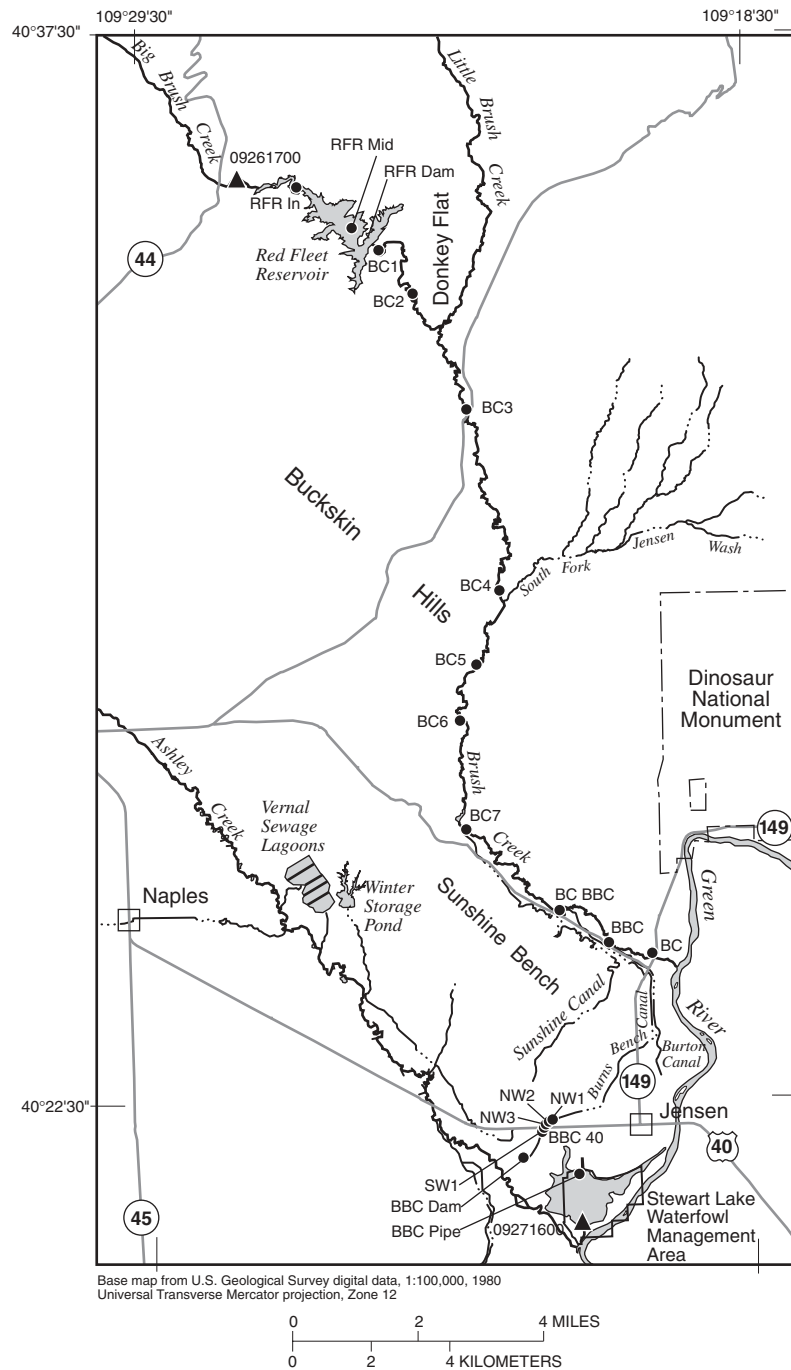 109°29'30"
109°18'30"
40°37'30"
Big Brush Creek
Little Brush Creek
RFR Mid
09261700
RFR Dam
RFR In
Donkey Flat
Red Fleet
Reservoir
BC1
44
BC2
BC3
Buckskin
Hills
South Fork Jensen Wash
BC4
BC5
Dinosaur
National
Monument
BC6
Ashley Creek
Brush Creek
Vernal
Sewage
Lagoons
BC7
149
Winter
Storage
Pond
Naples
Green River
Sunshine Bench
BC BBC
BBC
BC
Sunshine Canal
Burns Bench Canal
Burton
Canal
149
40°22'30"
NW2
NW1
NW3
Jensen
BBC 40
40
SW1
BBC Dam
BBC Pipe
45
09271600
Stewart Lake
Waterfowl
Management
Area
Base map from U.S. Geological Survey digital data, 1:100,000, 1980
Universal Transverse Mercator projection, Zone 12
0 2 4 MILES
0 2 4 KILOMETERS